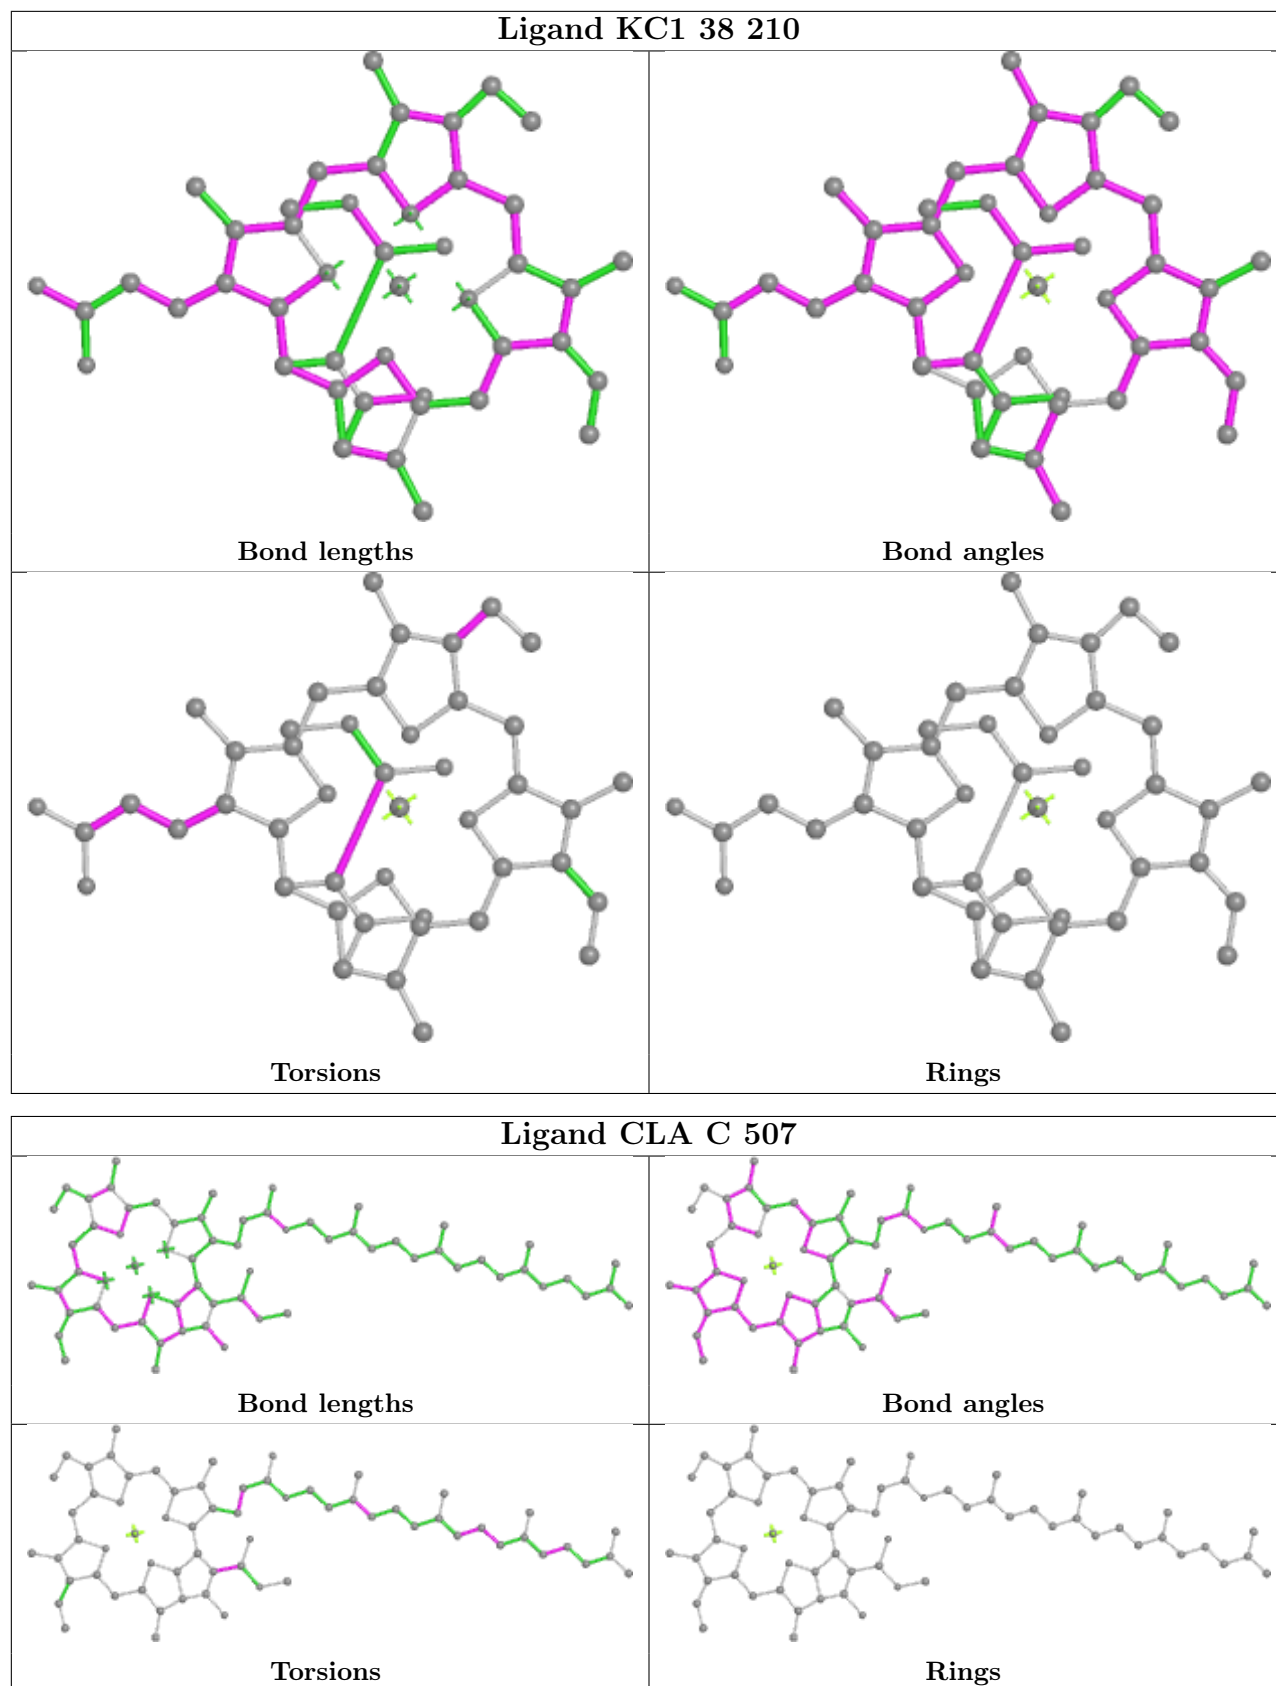 Ligand KC1 38 210
Bond lengths
Bond angles
Torsions
Rings
Ligand CLA C 507
Bond lengths
Bond angles
Torsions
Rings